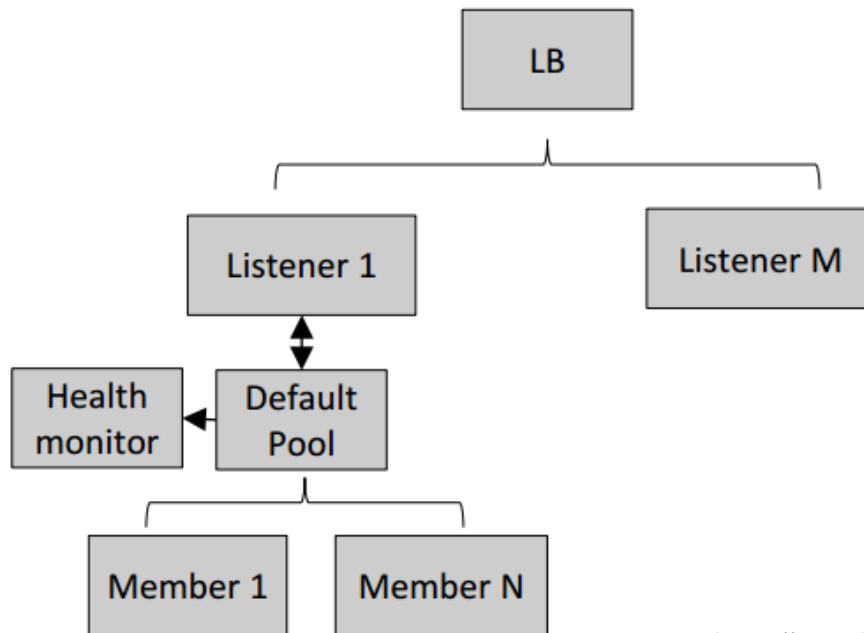 LB
Listener 1
Listener M
Health
monitor
Default
Pool
Member 1
Member N